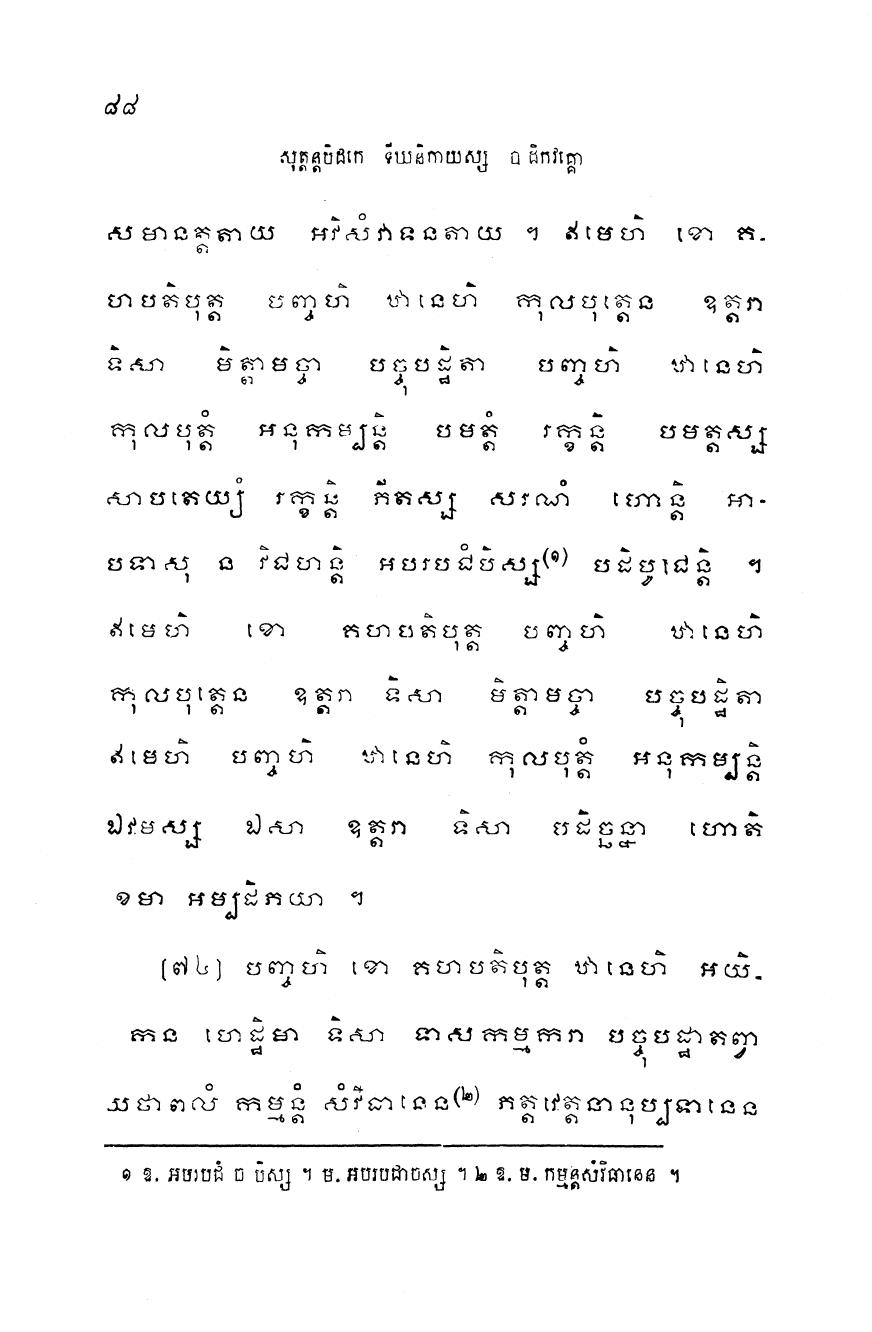 ៨៨
សុត្តន្តបិដកេ ទីឃនិកាយស្ស បាដិកវគ្គោ
សមានត្តតាយ អវិសំវាទនតាយ ។ ឥមេហិ ខោ គ-
ហបតិបុត្ត បញ្ចហិ ឋានេហិ កុលបុត្តេន ឧត្តរា
ទិសា មិត្តាមច្ចា បច្ចុបដ្ឋិតា បញ្ចហិ ឋានេហិ
កុលបុត្តំ អនុកម្បន្តិ បមត្តំ រក្ខន្តិ បមត្តស្ស
សាបតេយ្យំ រក្ខន្តិ ភីតស្ស សរណំ ហោន្តិ អា-
បទាសុ ន វិជហន្តិ អបរបជំបិស្ស(១) បដិបូជេន្តិ ។
ឥមេហិ ខោ គហបតិបុត្ត បញ្ចហិ ឋានេហិ
កុលបុត្តេន ឧត្តរា ទិសា មិត្តាមច្ចា បច្ចុបដ្ឋិតា
ឥមេហិ បញ្ចហិ ឋានេហិ កុលបុត្តំ អនុកម្បន្តិ
ឯវមស្ស ឯសា ឧត្តរា ទិសា បដិច្ឆន្នា ហោតិ
ខេមា អប្បដិភយា ។
[៧៤] បញ្ចហិ ខោ គហបតិបុត្ត ឋានេហិ អយិ-
រកេន ហេដ្ឋិមា ទិសា ទាសកម្មករា បច្ចុបដ្ឋាតព្វា
យថាពលំ កម្មន្តំ សំវិធានេន(២) ភត្តវេត្តនានុប្បទានេន
១ ឱ. អបរបជំ ច បិស្ស ។ ម. អបរបជាចស្ស ។ ២ ឱ. ម. កម្មន្តសំវិធានេន ។